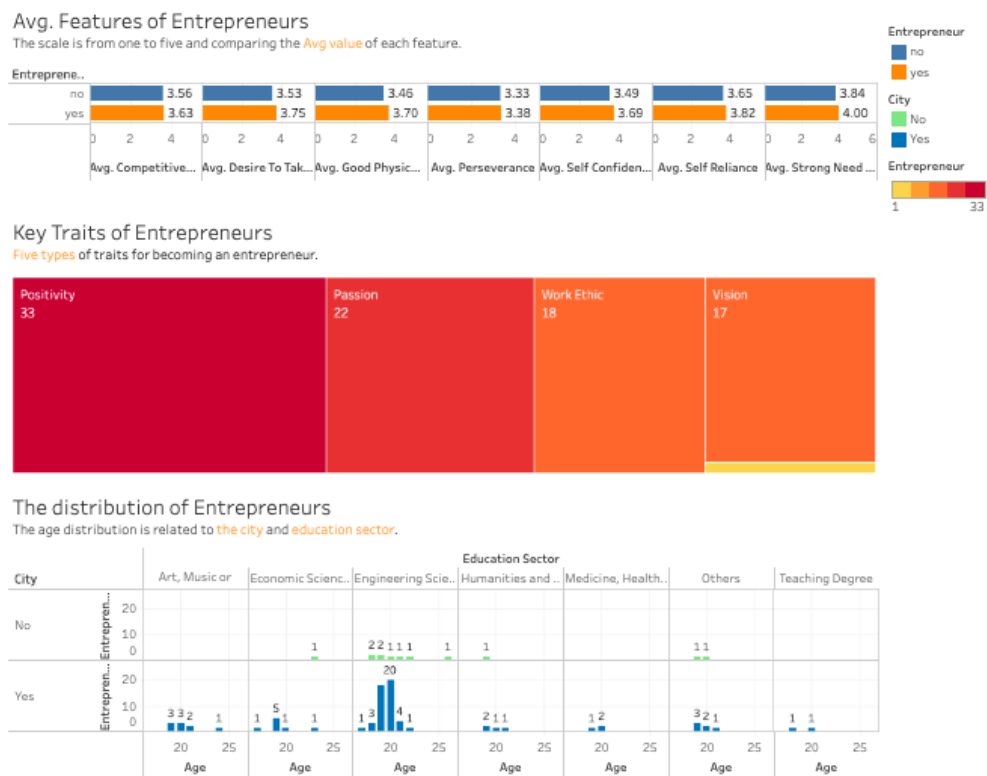 Avg. Features of Entrepreneurs
The scale is from one to five and comparing the Avg value of each feature.
Entreprene..
no 3.56 3.53 3.46 3.33 3.49 3.65 3.84
yes 3.63 3.75 3.70 3.38 3.69 3.82 4.00
0 2 4 0 2 4 0 2 4 0 2 4 0 2 4 0 2 4 0 2 4 6
Avg. Competitive... Avg. Desire To Tak... Avg. Good Physic... Avg. Perseverance Avg. Self Confiden... Avg. Self Reliance Avg. Strong Need ...
Entrepreneur
no
yes
City
No
Yes
Entrepreneur
1 33
Key Traits of Entrepreneurs
Five types of traits for becoming an entrepreneur.
Positivity
33
Passion
22
Work Ethic
18
Vision
17
The distribution of Entrepreneurs
The age distribution is related to the city and education sector.
Education Sector
City Art, Music or Economic Scienc.. Engineering Scie.. Humanities and .. Medicine, Health.. Others Teaching Degree
No
Entrepren...
20
10
0
1 2 2 1 1 1 1 1 1 1
Yes
Entrepren...
20
10
0
3 3 2 1 1 5 1 1 1 3 20 4 1 2 1 1 1 2 3 2 1 1 1
20 25 20 25 20 25 20 25 20 25 20 25 20 25
Age Age Age Age Age Age Age